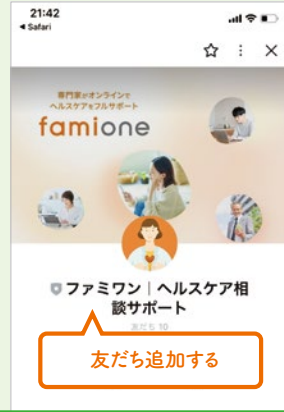 21:42
◀ Safari
専門家がオンラインで
ヘルスケアをフルサポート
famione
ファミワン｜ヘルスケア相
談サポート
友だち 10
友だち追加する